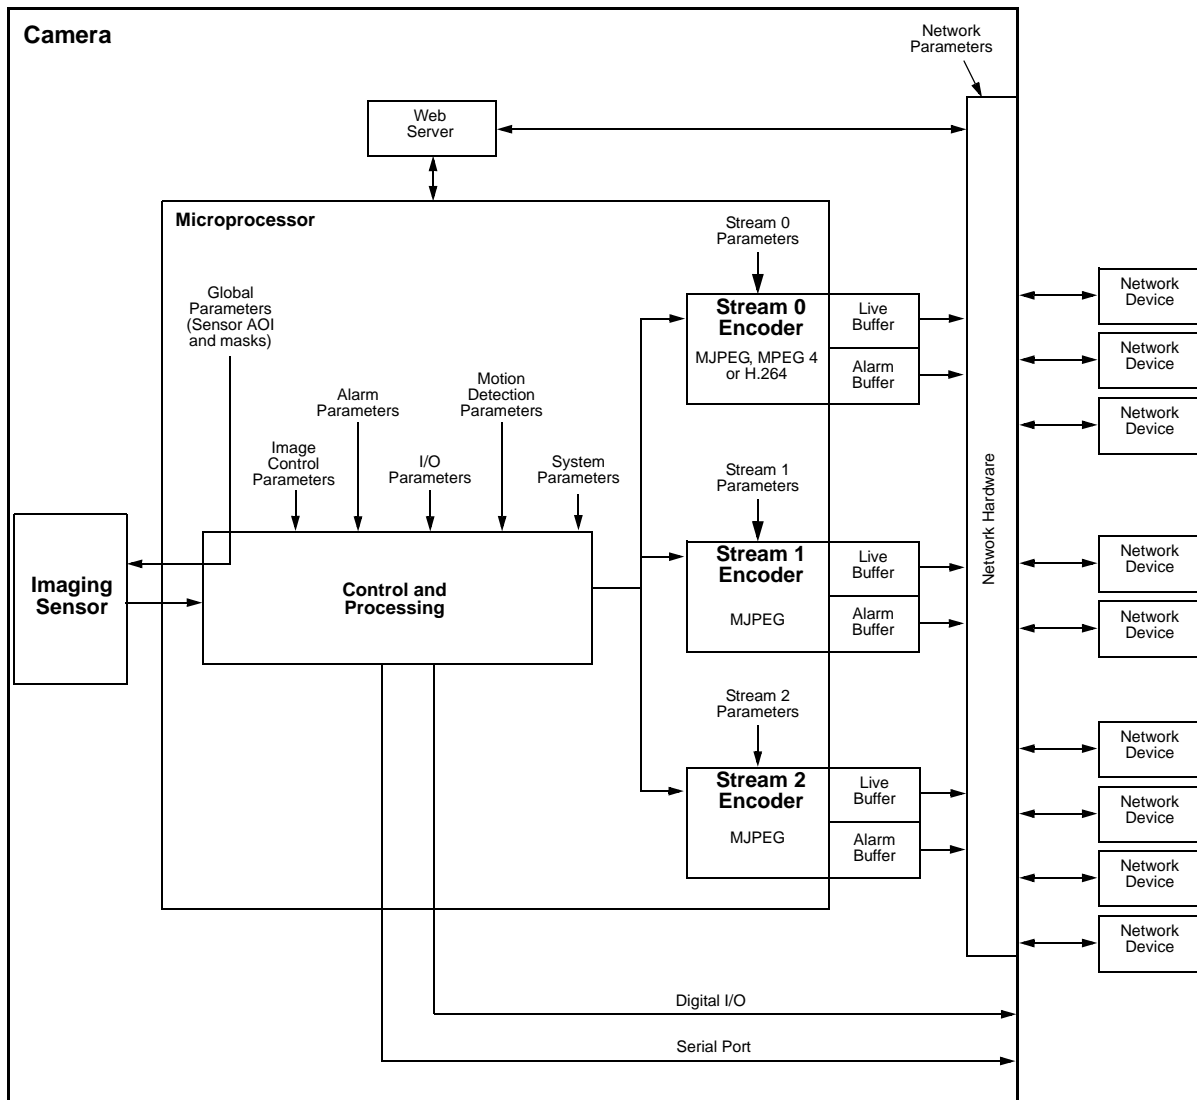 Camera
Network
Parameters
Web
Server
Microprocessor
Stream 0
Parameters
Global
Parameters
(Sensor AOI
and masks)
Stream 0
Encoder
MJPEG, MPEG 4
or H.264
Live
Buffer
Alarm
Buffer
Network
Device
Network
Device
Network
Device
Alarm
Parameters
Motion
Detection
Parameters
Image
Control
Parameters
I/O
Parameters
System
Parameters
Stream 1
Parameters
Network Hardware
Imaging
Sensor
Control and
Processing
Stream 1
Encoder
MJPEG
Live
Buffer
Alarm
Buffer
Network
Device
Network
Device
Stream 2
Parameters
Stream 2
Encoder
MJPEG
Live
Buffer
Alarm
Buffer
Network
Device
Network
Device
Network
Device
Network
Device
Digital I/O
Serial Port